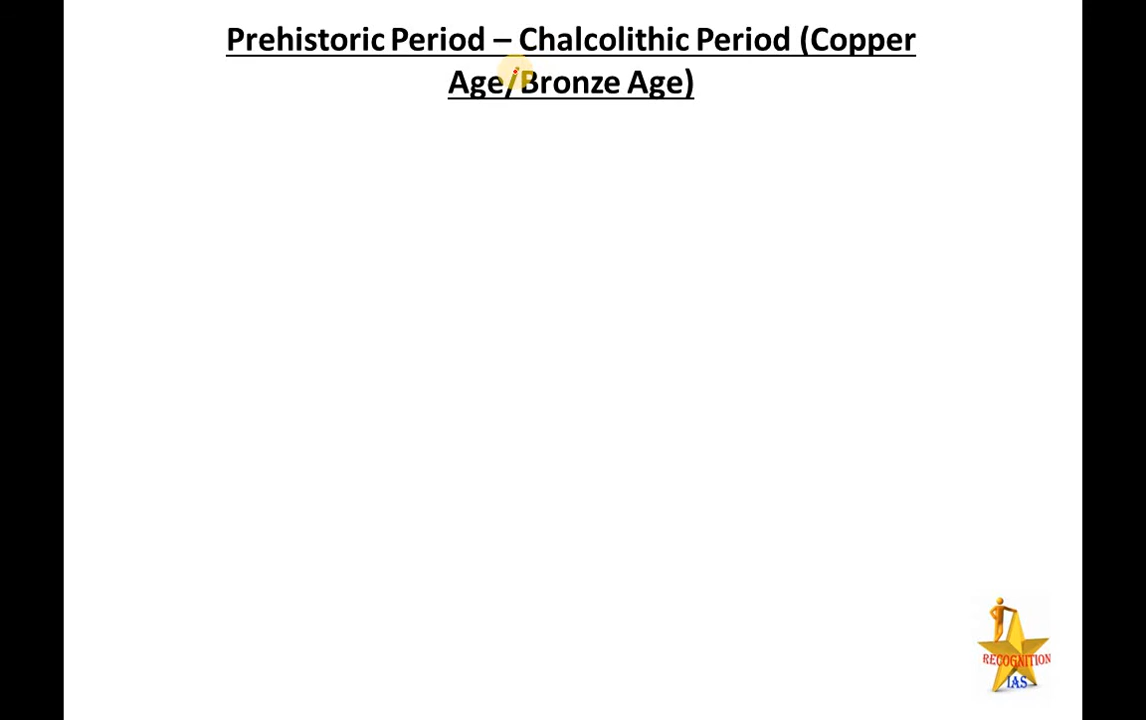 Prehistoric Period – Chalcolithic Period (Copper
Age/Bronze Age)
RECOGNITION
IAS